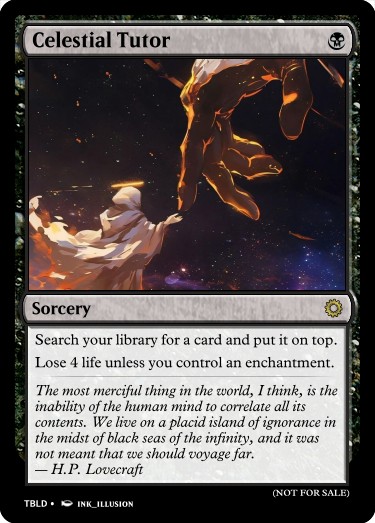 Celestial Tutor
Sorcery
Search your library for a card and put it on top.
Lose 4 life unless you control an enchantment.
The most merciful thing in the world, I think, is the
inability of the human mind to correlate all its
contents. We live on a placid island of ignorance in
the midst of black seas of the infinity, and it was
not meant that we should voyage far.
— H.P. Lovecraft
(NOT FOR SALE)
TBLD • INK_ILLUSION